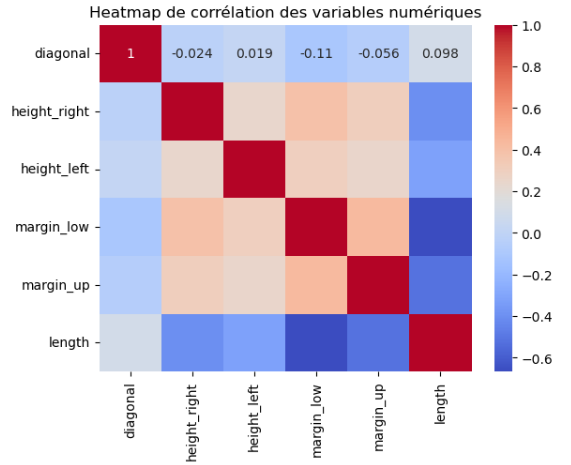 Heatmap de corrélation des variables numériques
diagonal 1 -0.024 0.019 -0.11 -0.056 0.098
height_right
height_left
margin_low
margin_up
length
diagonal
height_right
height_left
margin_low
margin_up
length
1.0
0.8
0.6
0.4
0.2
0.0
−0.2
−0.4
−0.6